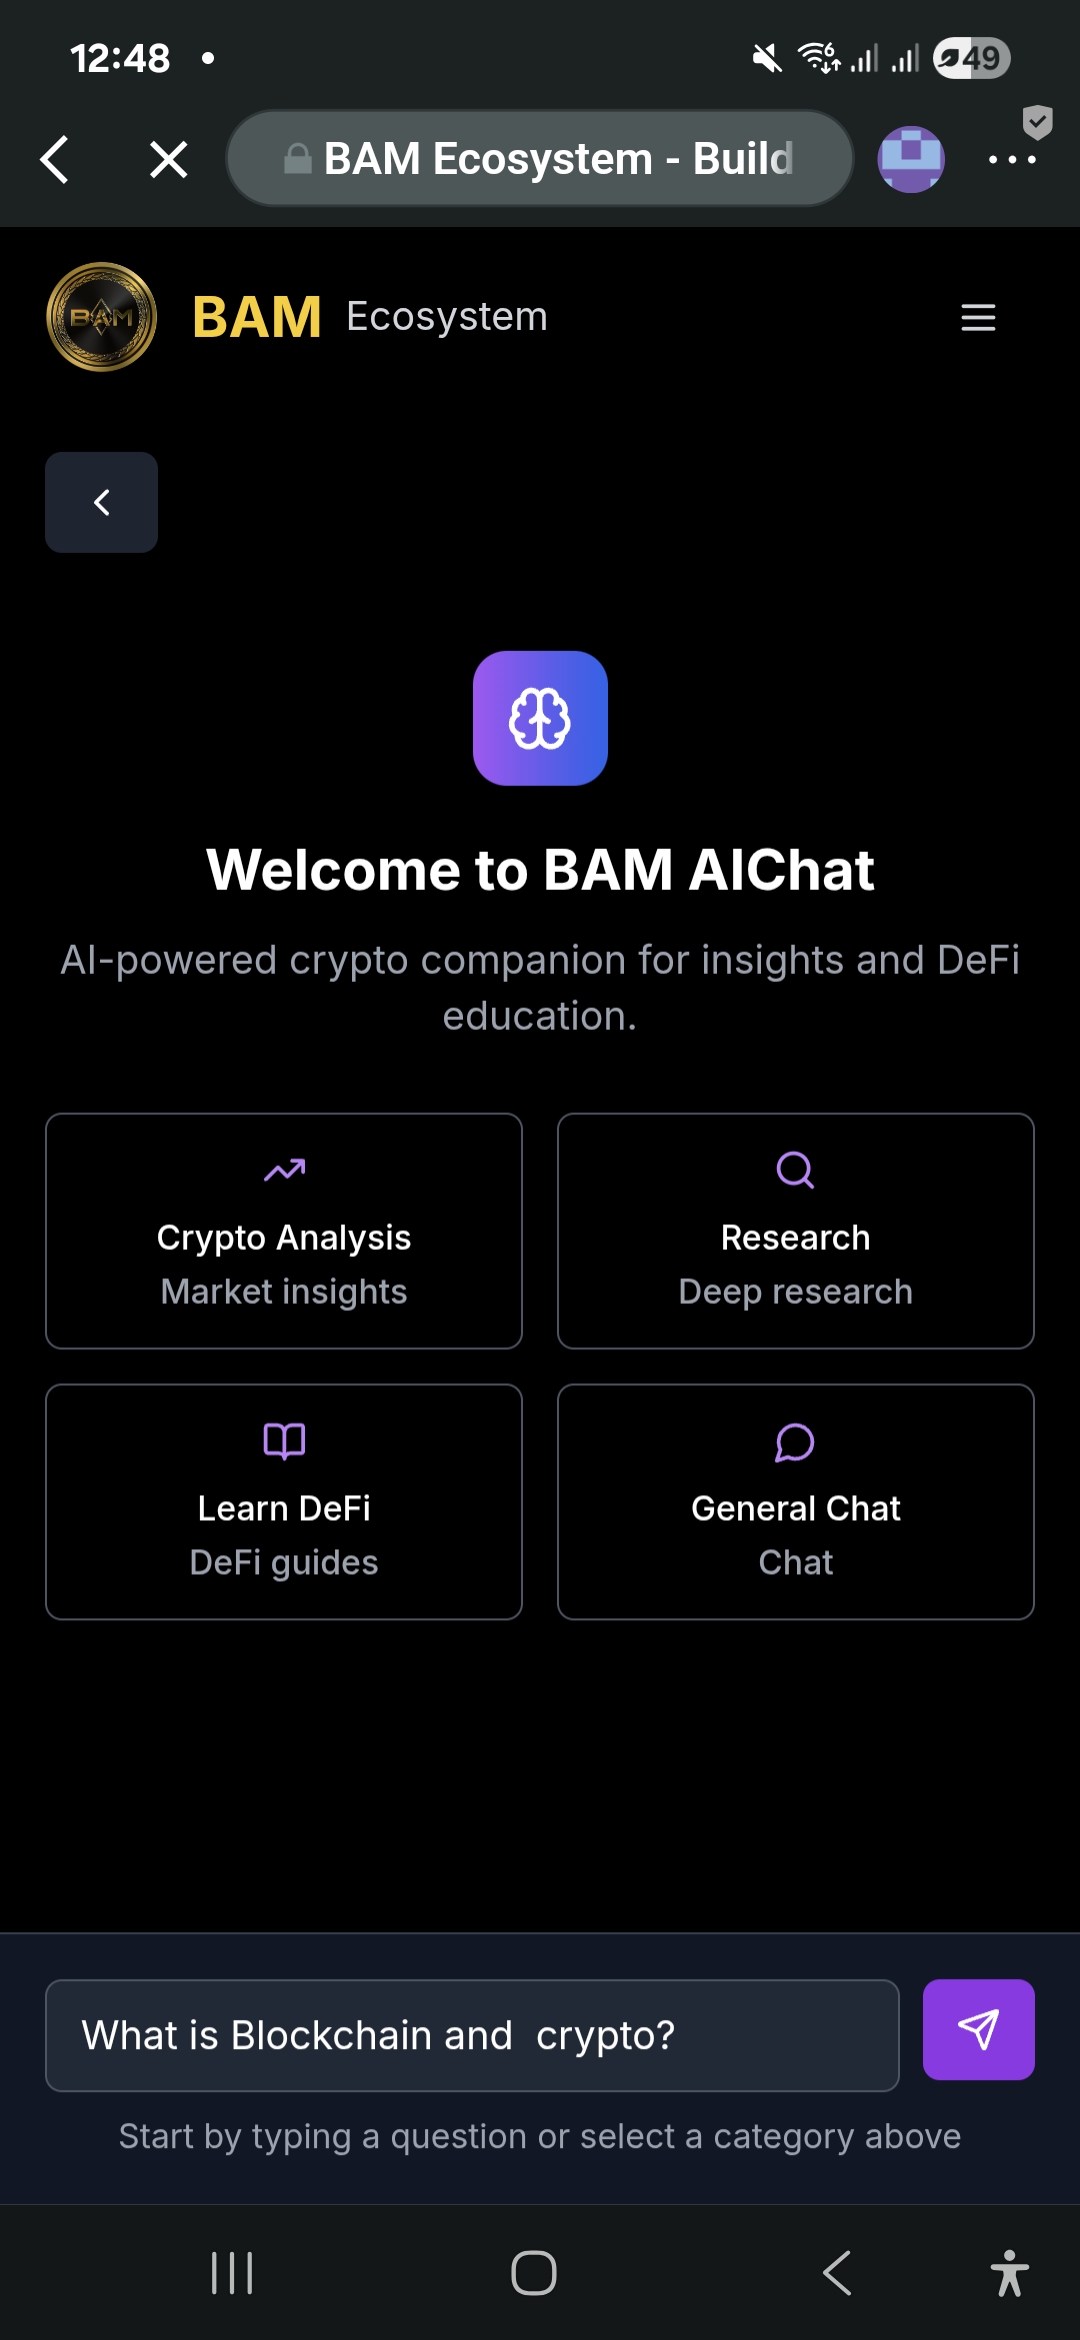 12:48
6
49
BAM Ecosystem - Build
BAM
BAM Ecosystem
Welcome to BAM AIChat
AI-powered crypto companion for insights and DeFi
education.
Crypto Analysis
Market insights
Research
Deep research
Learn DeFi
DeFi guides
General Chat
Chat
What is Blockchain and  crypto?
Start by typing a question or select a category above